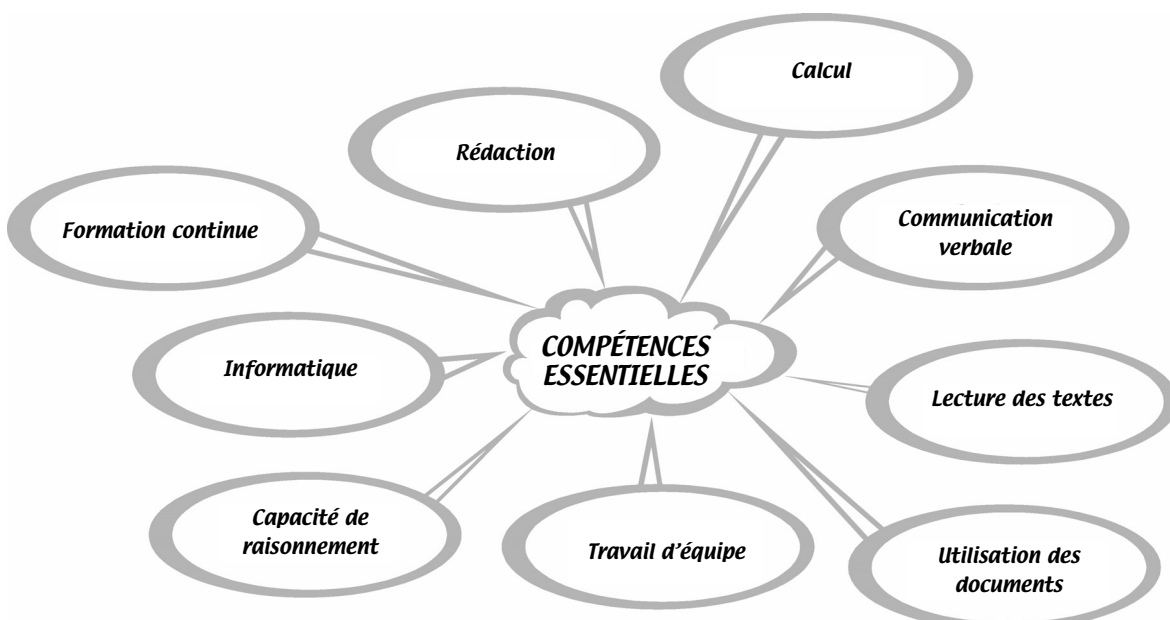 Calcul
Rédaction
Communication
verbale
Formation continue
COMPÉTENCES
ESSENTIELLES
Informatique
Lecture des textes
Capacité de
raisonnement
Travail d'équipe
Utilisation des
documents